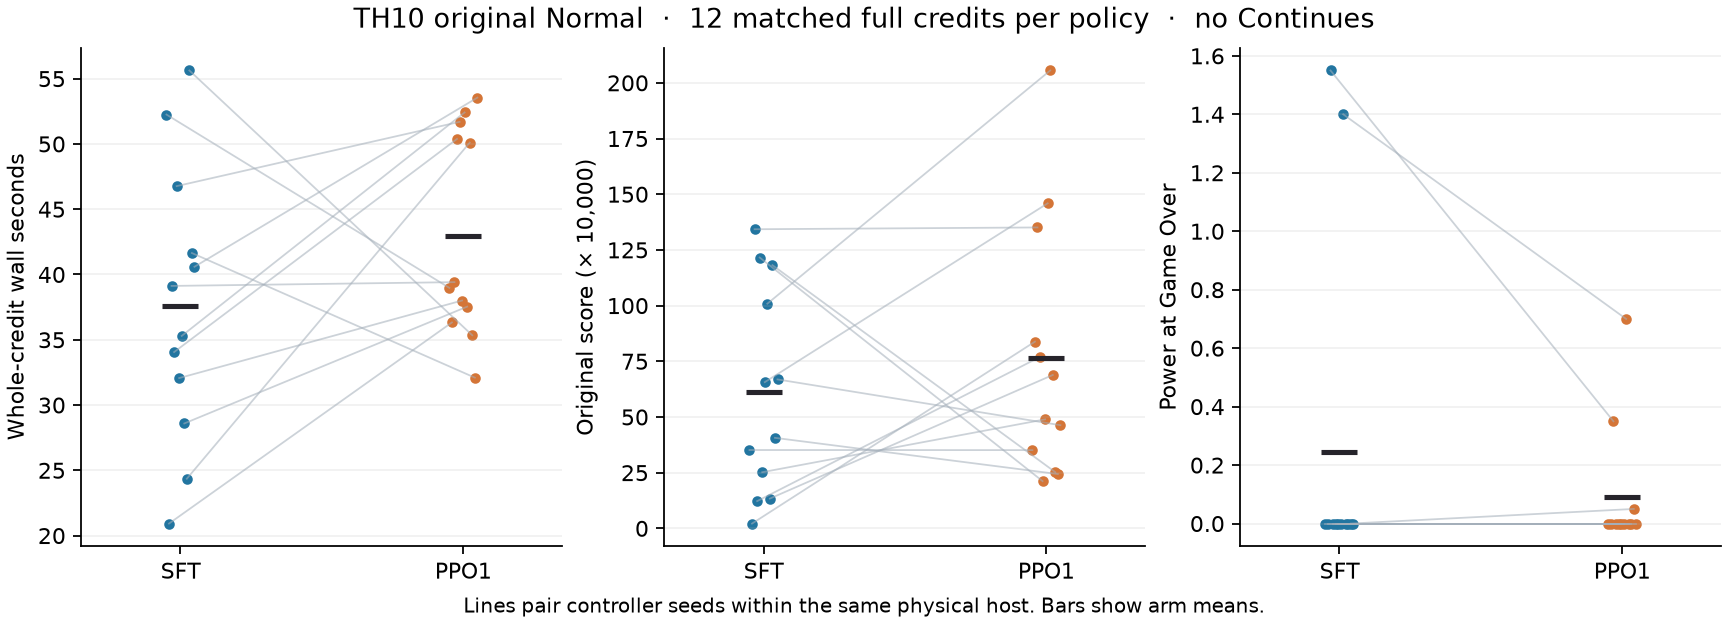 TH10 original Normal · 12 matched full credits per policy · no Continues
Whole-credit wall seconds
55
50
45
40
35
30
25
20
SFT
PPO1
Original score (× 10,000)
200
175
150
125
100
75
50
25
0
SFT
PPO1
Power at Game Over
1.6
1.4
1.2
1.0
0.8
0.6
0.4
0.2
0.0
SFT
PPO1
Lines pair controller seeds within the same physical host. Bars show arm means.